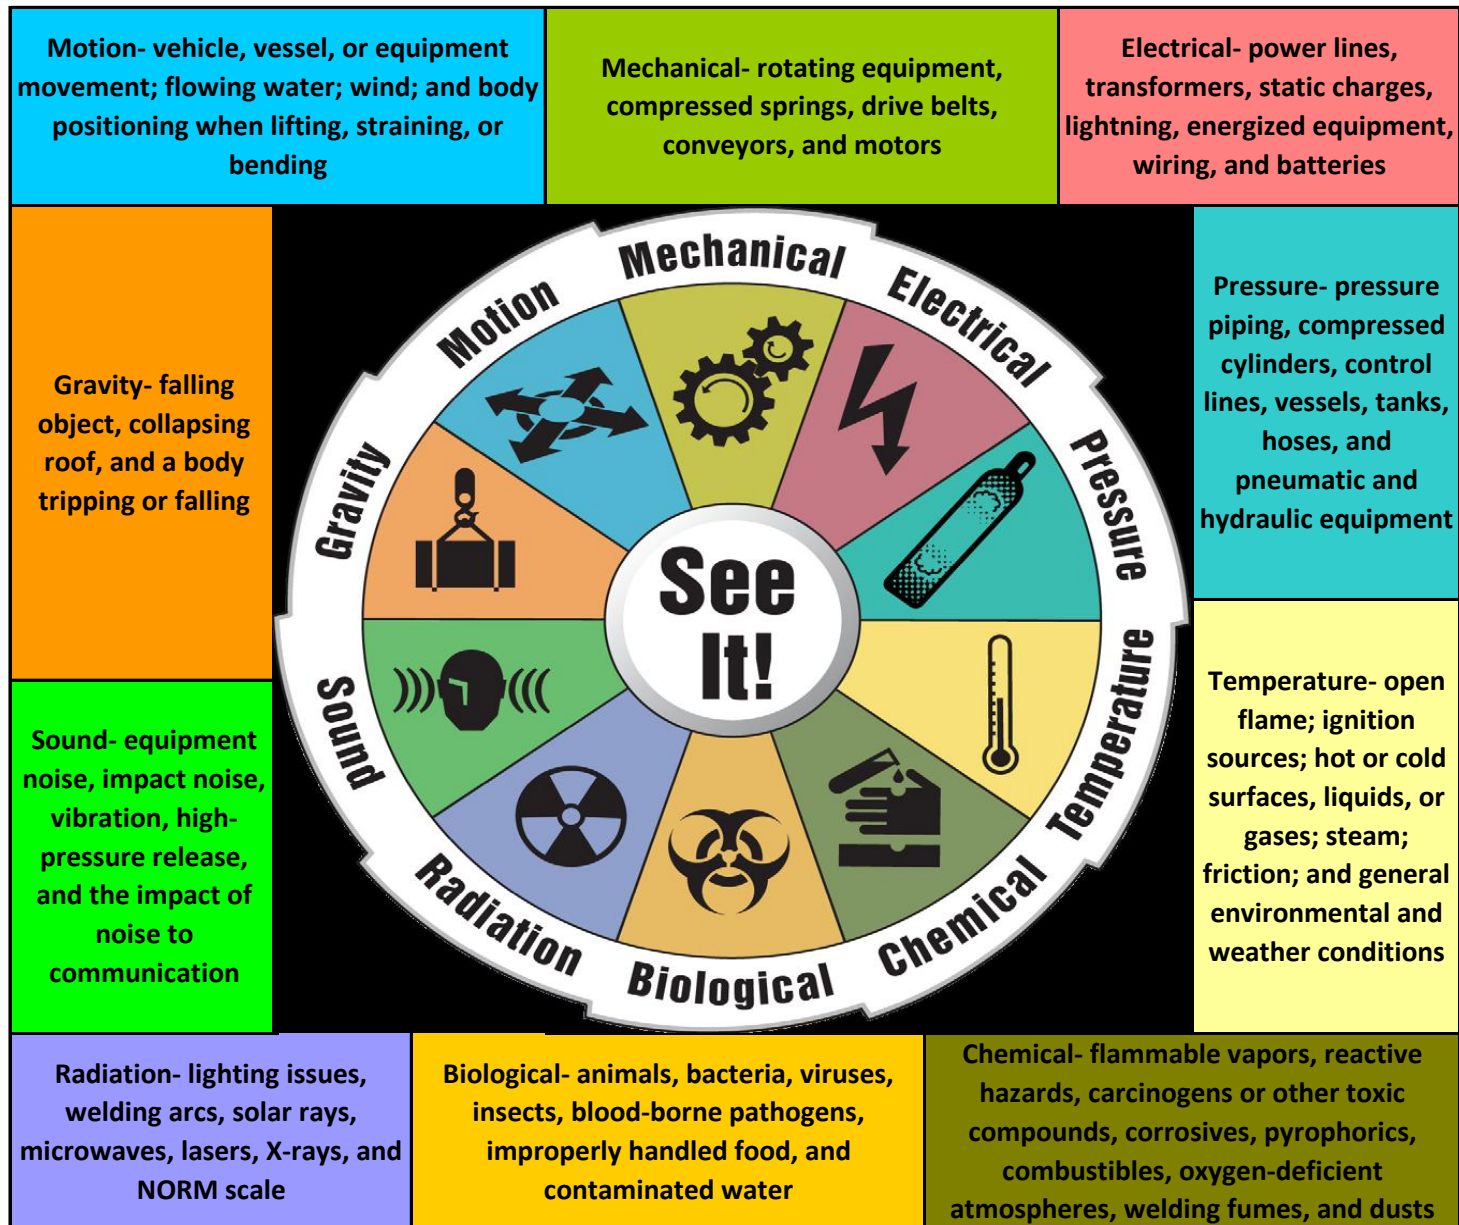 Motion- vehicle, vessel, or equipment
movement; flowing water; wind; and body
positioning when lifting, straining, or
bending
Mechanical- rotating equipment,
compressed springs, drive belts,
conveyors, and motors
Electrical- power lines,
transformers, static charges,
lightning, energized equipment,
wiring, and batteries
Gravity- falling
object, collapsing
roof, and a body
tripping or falling
Sound- equipment
noise, impact noise,
vibration, high-
pressure release,
and the impact of
noise to
communication
Motion
Mechanical
Electrical
Pressure
Temperature
Chemical
Biological
Radiation
Sound
Gravity
See
It!
Pressure- pressure
piping, compressed
cylinders, control
lines, vessels, tanks,
hoses, and
pneumatic and
hydraulic equipment
Temperature- open
flame; ignition
sources; hot or cold
surfaces, liquids, or
gases; steam;
friction; and general
environmental and
weather conditions
Radiation- lighting issues,
welding arcs, solar rays,
microwaves, lasers, X-rays, and
NORM scale
Biological- animals, bacteria, viruses,
insects, blood-borne pathogens,
improperly handled food, and
contaminated water
Chemical- flammable vapors, reactive
hazards, carcinogens or other toxic
compounds, corrosives, pyrophorics,
combustibles, oxygen-deficient
atmospheres, welding fumes, and dusts